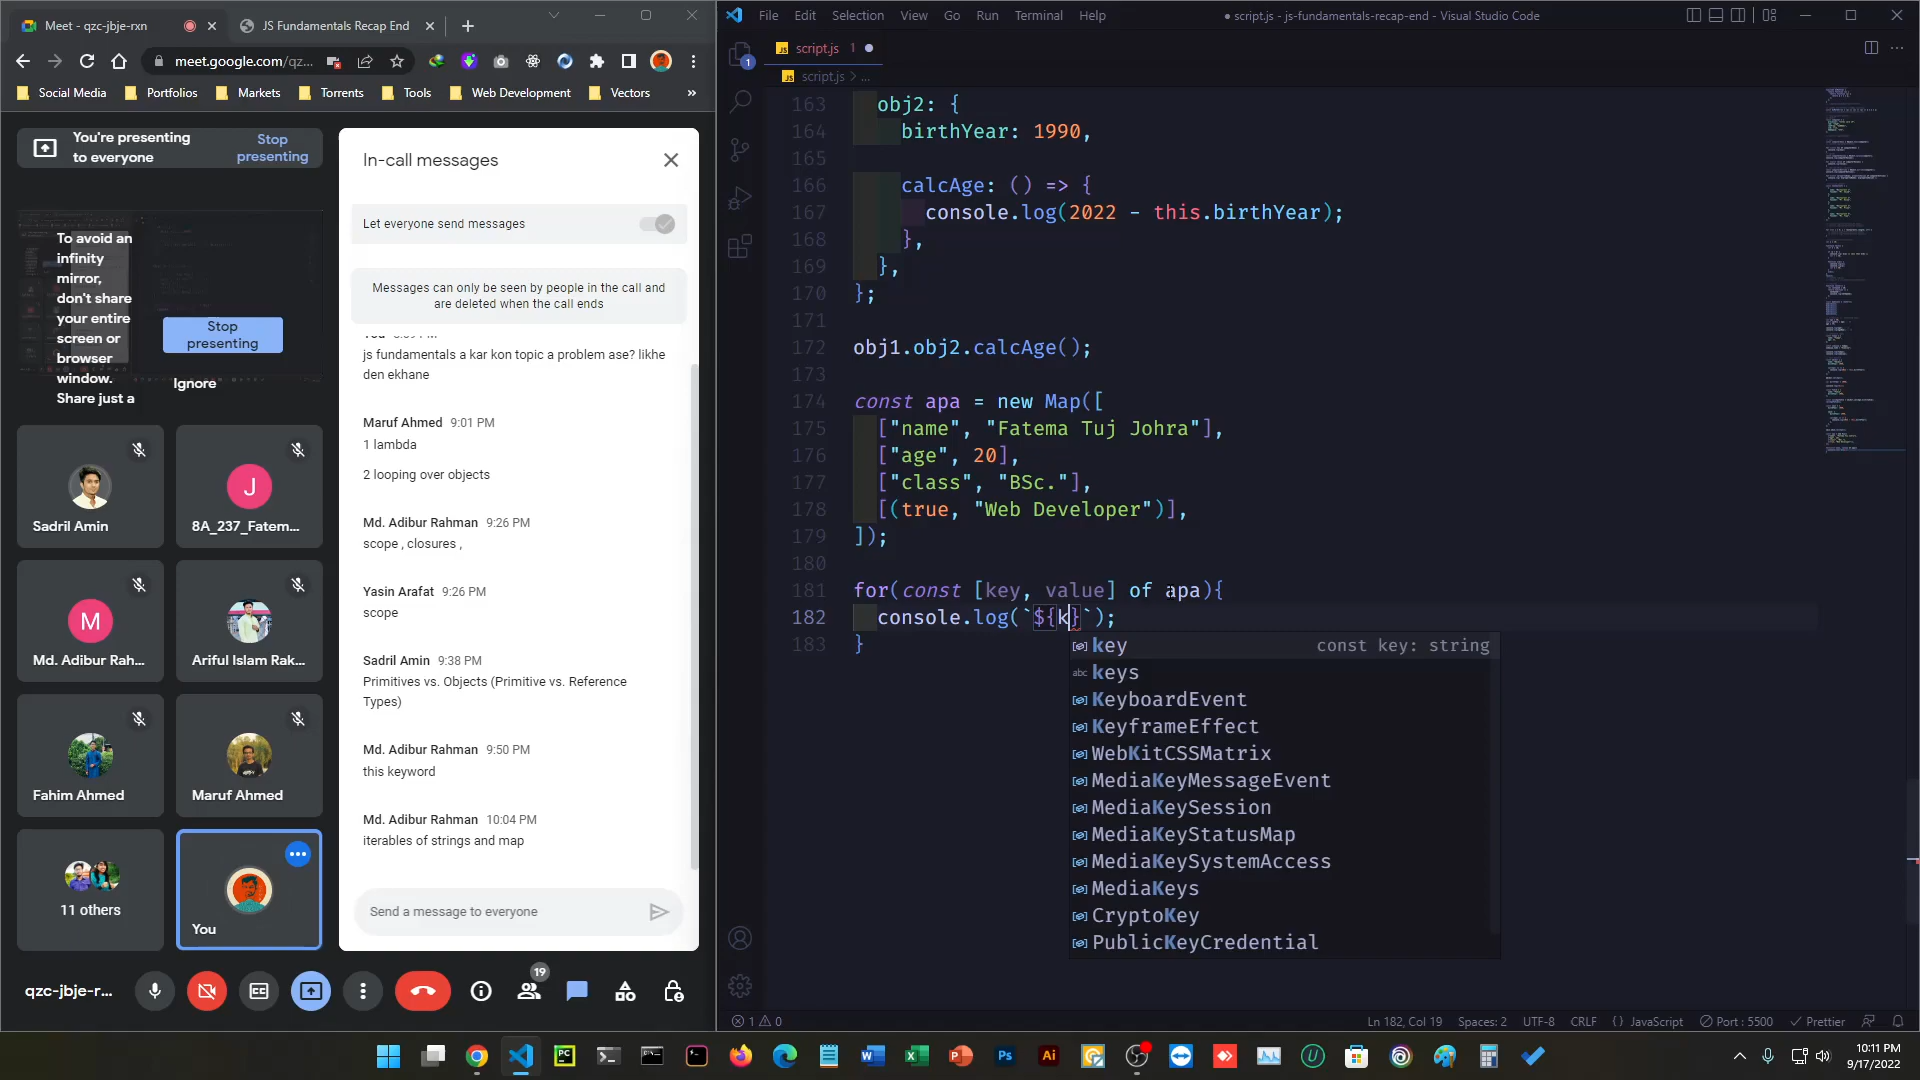 Meet - qzc-jbje-rxn
JS Fundamentals Recap End
meet.google.com/qz...
Social Media
Portfolios
Markets
Torrents
Tools
Web Development
Vectors
»
You're presenting
to everyone
Stop
presenting
To avoid an
infinity
mirror,
don't share
your entire
screen or
browser
window.
Share just a
Stop
presenting
Ignore
Sadril Amin
J
8A_237_Fatem...
M
Md. Adibur Rah...
Ariful Islam Rak...
Fahim Ahmed
Maruf Ahmed
11 others
You
In-call messages
Let everyone send messages
Messages can only be seen by people in the call and
are deleted when the call ends
js fundamentals a kar kon topic a problem ase? likhe
den ekhane
Maruf Ahmed 9:01 PM
1 lambda
2 looping over objects
Md. Adibur Rahman 9:26 PM
scope , closures ,
Yasin Arafat 9:26 PM
scope
Sadril Amin 9:38 PM
Primitives vs. Objects (Primitive vs. Reference
Types)
Md. Adibur Rahman 9:50 PM
this keyword
Md. Adibur Rahman 10:04 PM
iterables of strings and map
Send a message to everyone
qzc-jbje-r...
19
File Edit Selection View Go Run Terminal Help
● script.js - js-fundamentals-recap-end - Visual Studio Code
1
JS script.js 1 ●
JS script.js > ...
163 obj2: {
164 birthYear: 1990,
165
166 calcAge: () => {
167 console.log(2022 - this.birthYear);
168 },
169 },
170 };
171
172 obj1.obj2.calcAge();
173
174 const apa = new Map([
175 ["name", "Fatema Tuj Johra"],
176 ["age", 20],
177 ["class", "BSc."],
178 [(true, "Web Developer")],
179 ]);
180
181 for(const [key, value] of apa){
182 console.log(`${k}`);
183 }
key const key: string
abc keys
KeyboardEvent
KeyframeEffect
WebKitCSSMatrix
MediaKeyMessageEvent
MediaKeySession
MediaKeyStatusMap
MediaKeySystemAccess
MediaKeys
CryptoKey
PublicKeyCredential
1 0
Ln 182, Col 19
Spaces: 2
UTF-8
CRLF
{} JavaScript
Port : 5500
Prettier
PC
Ps
Ai
10:11 PM
9/17/2022